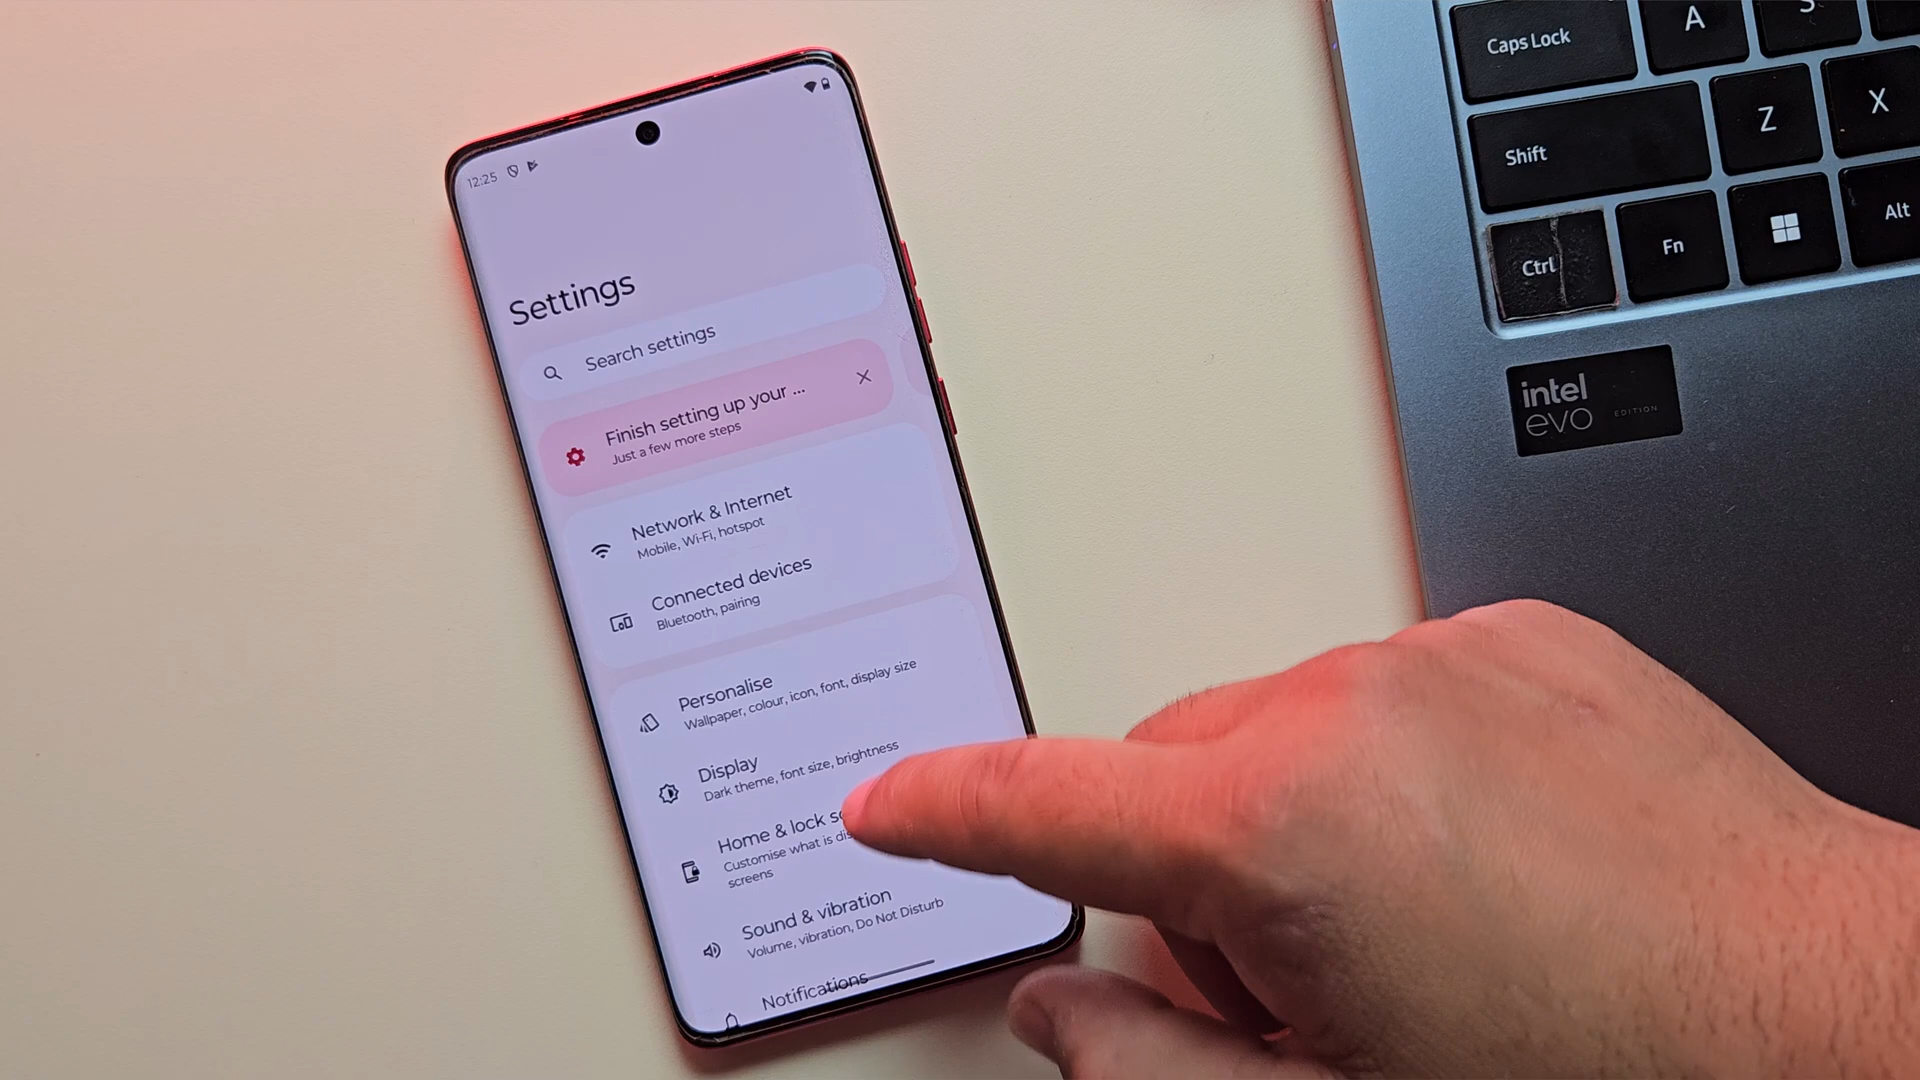 12:25
Settings
Search settings
Finish setting up your ...
Just a few more steps
Network & Internet
Mobile, Wi-Fi, hotspot
Connected devices
Bluetooth, pairing
Personalise
Wallpaper, colour, icon, font, display size
Display
Dark theme, font size, brightness
Home & lock
Customise what is
screens
Sound & vibration
Volume, vibration, Do Not Disturb
Notifications
Caps Lock
A
S
Shift
Z
X
Ctrl
Fn
Alt
intel
evo EDITION